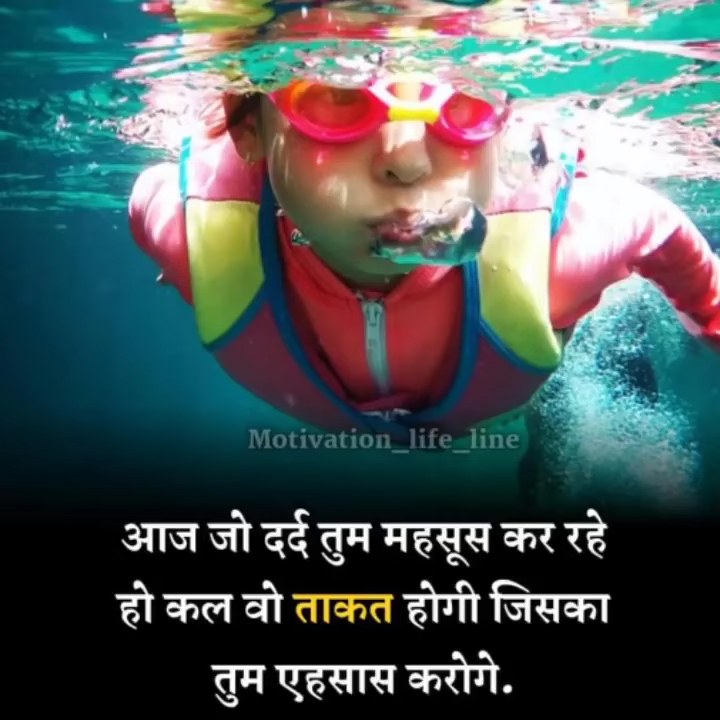 Motivation_life_line
आज जो दर्द तुम महसूस कर रहे
हो कल वो ताकत होगी जिसका
तुम एहसास करोगे.